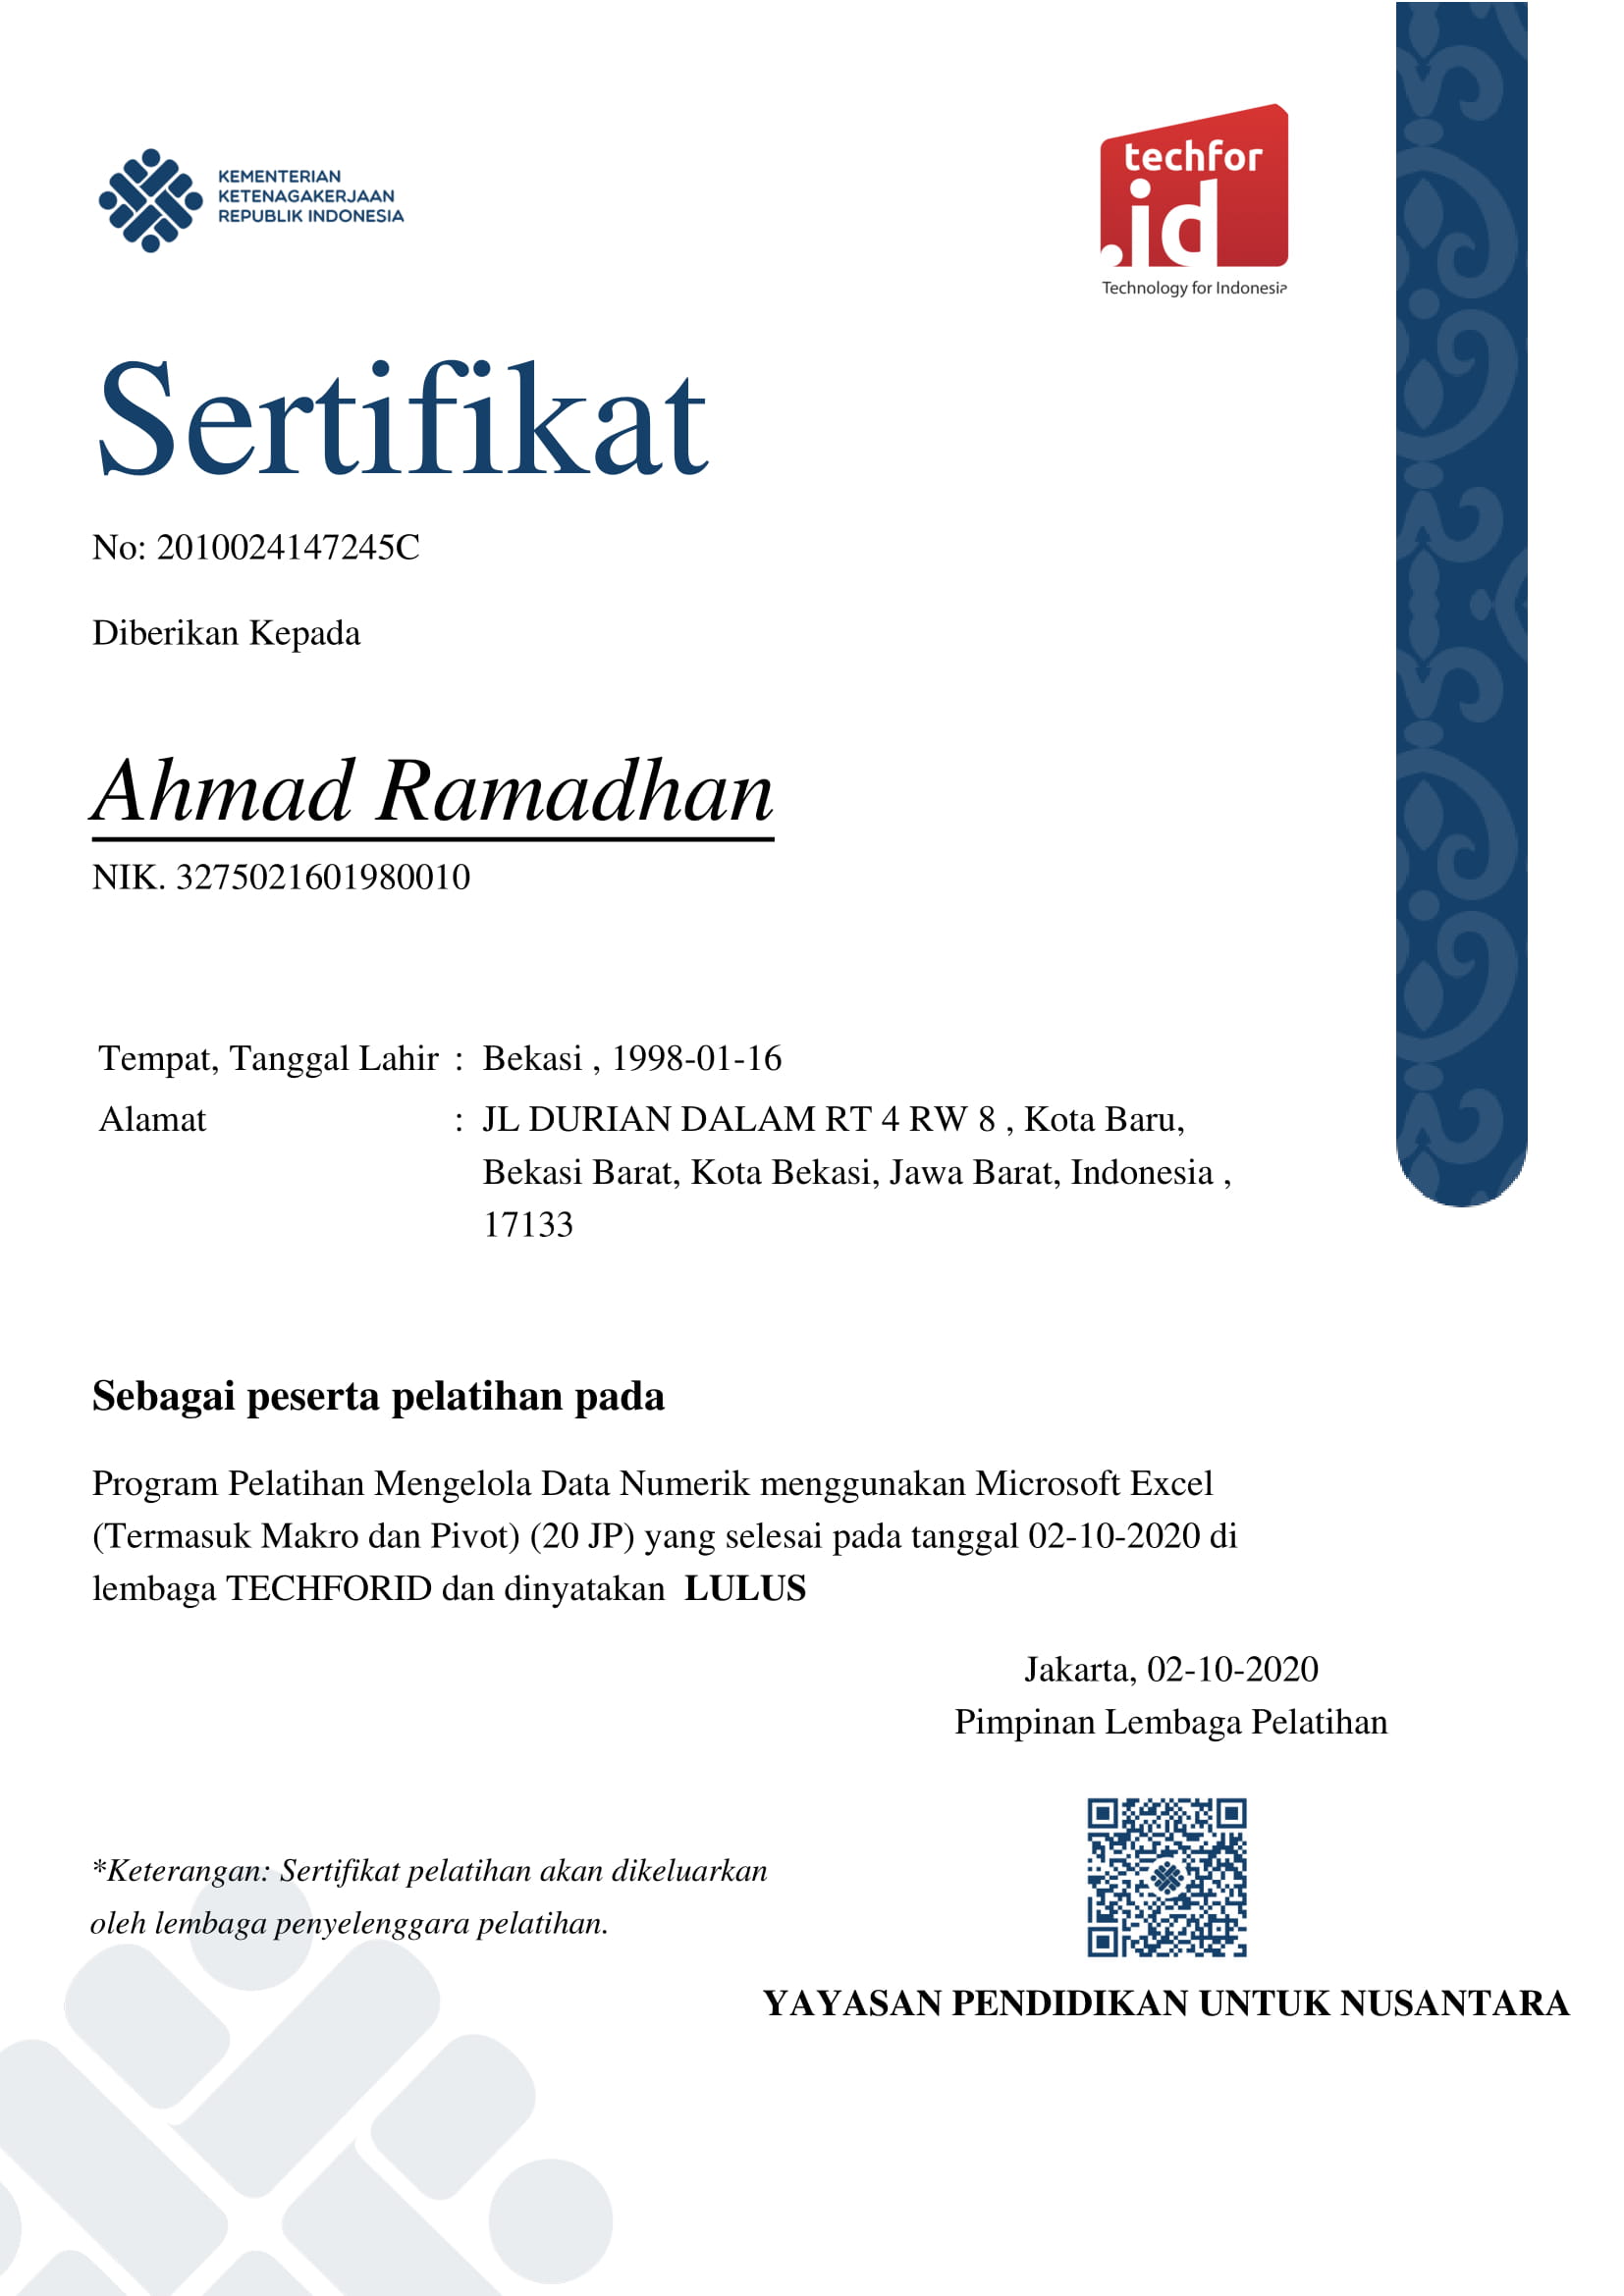 KEMENTERIAN
KETENAGAKERJAAN
REPUBLIK INDONESIA
techfor
.id
Technology for Indonesia
Sertifikat
No: 2010024147245C
Diberikan Kepada
Ahmad Ramadhan
NIK. 3275021601980010
Tempat, Tanggal Lahir : Bekasi , 1998-01-16
Alamat : JL DURIAN DALAM RT 4 RW 8 , Kota Baru,
Bekasi Barat, Kota Bekasi, Jawa Barat, Indonesia ,
17133
Sebagai peserta pelatihan pada
Program Pelatihan Mengelola Data Numerik menggunakan Microsoft Excel
(Termasuk Makro dan Pivot) (20 JP) yang selesai pada tanggal 02-10-2020 di
lembaga TECHFORID dan dinyatakan LULUS
Jakarta, 02-10-2020
Pimpinan Lembaga Pelatihan
*Keterangan: Sertifikat pelatihan akan dikeluarkan
oleh lembaga penyelenggara pelatihan.
YAYASAN PENDIDIKAN UNTUK NUSANTARA